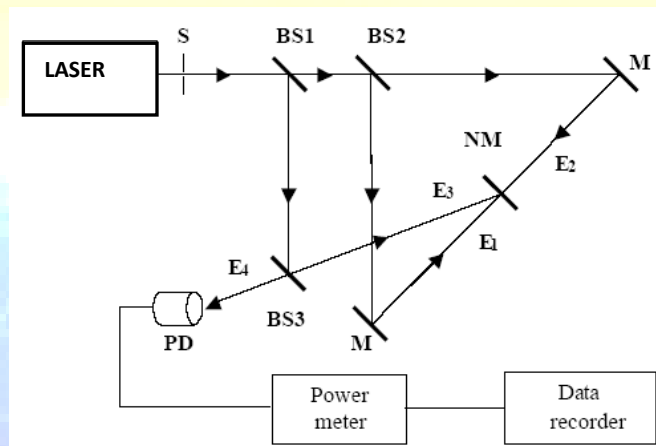 S
BS1
BS2
LASER
M
NM
E2
E3
E1
E4
BS3
PD
M
Power
meter
Data
recorder